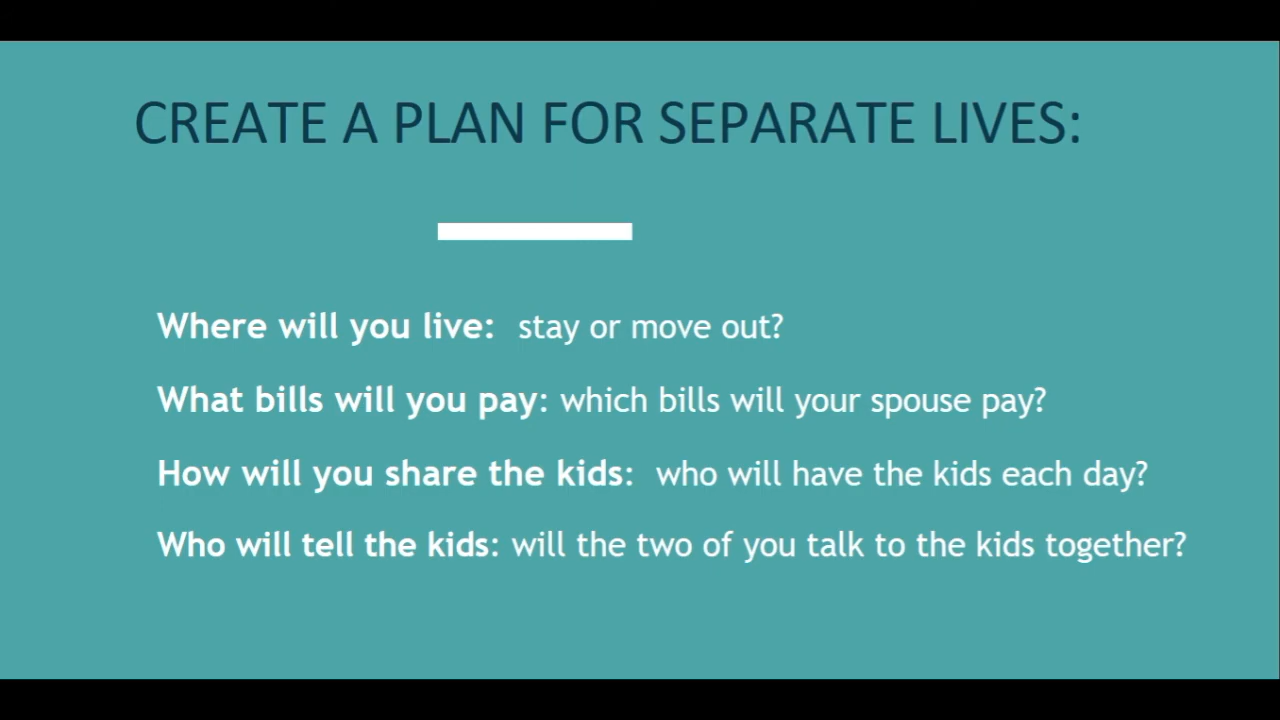 CREATE A PLAN FOR SEPARATE LIVES:
Where will you live: stay or move out?
What bills will you pay: which bills will your spouse pay?
How will you share the kids: who will have the kids each day?
Who will tell the kids: will the two of you talk to the kids together?